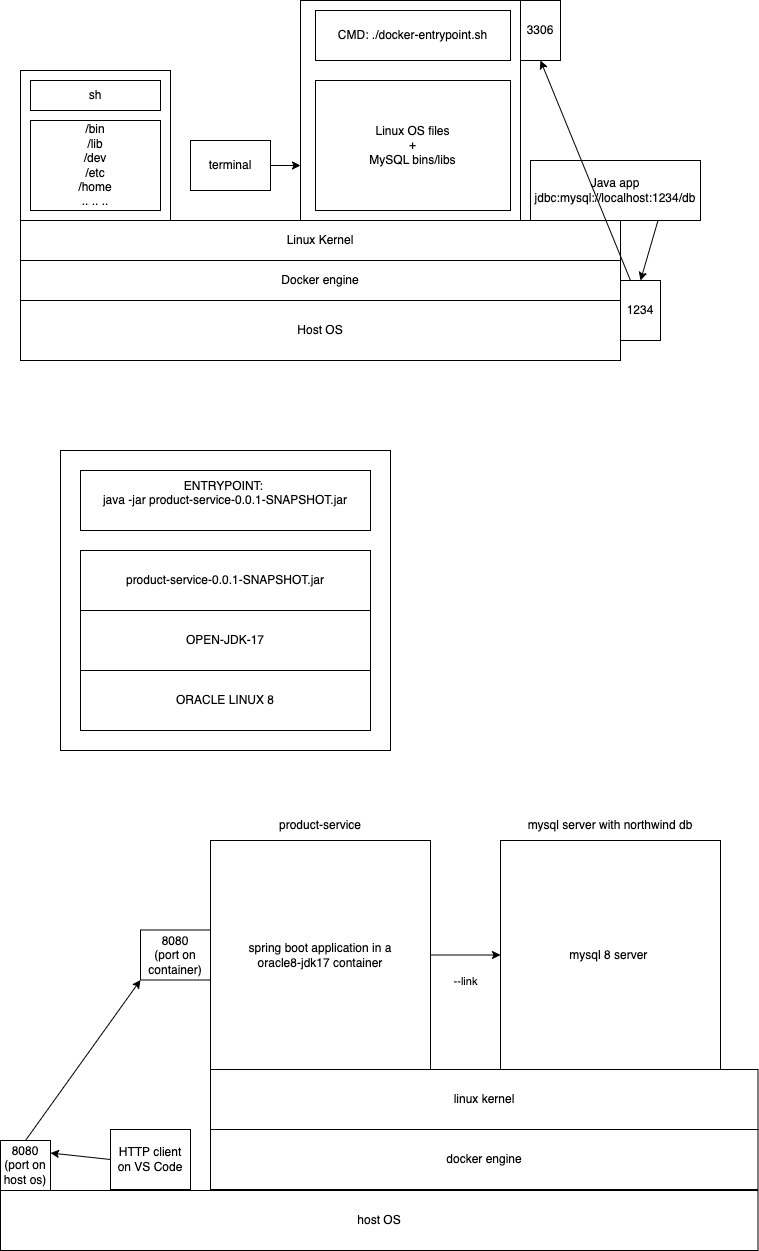 CMD: ./docker-entrypoint.sh
3306
sh
/bin
/lib
/dev
/etc
/home
.. .. ..
terminal
Linux OS files
+
MySQL bins/libs
Java app
jdbc:mysql://localhost:1234/db
Linux Kernel
Docker engine
1234
Host OS
ENTRYPOINT:
java -jar product-service-0.0.1-SNAPSHOT.jar
product-service-0.0.1-SNAPSHOT.jar
OPEN-JDK-17
ORACLE LINUX 8
product-service
mysql server with northwind db
8080
(port on
container)
spring boot application in a
oracle8-jdk17 container
--link
mysql 8 server
linux kernel
8080
(port on
host os)
HTTP client
on VS Code
docker engine
host OS